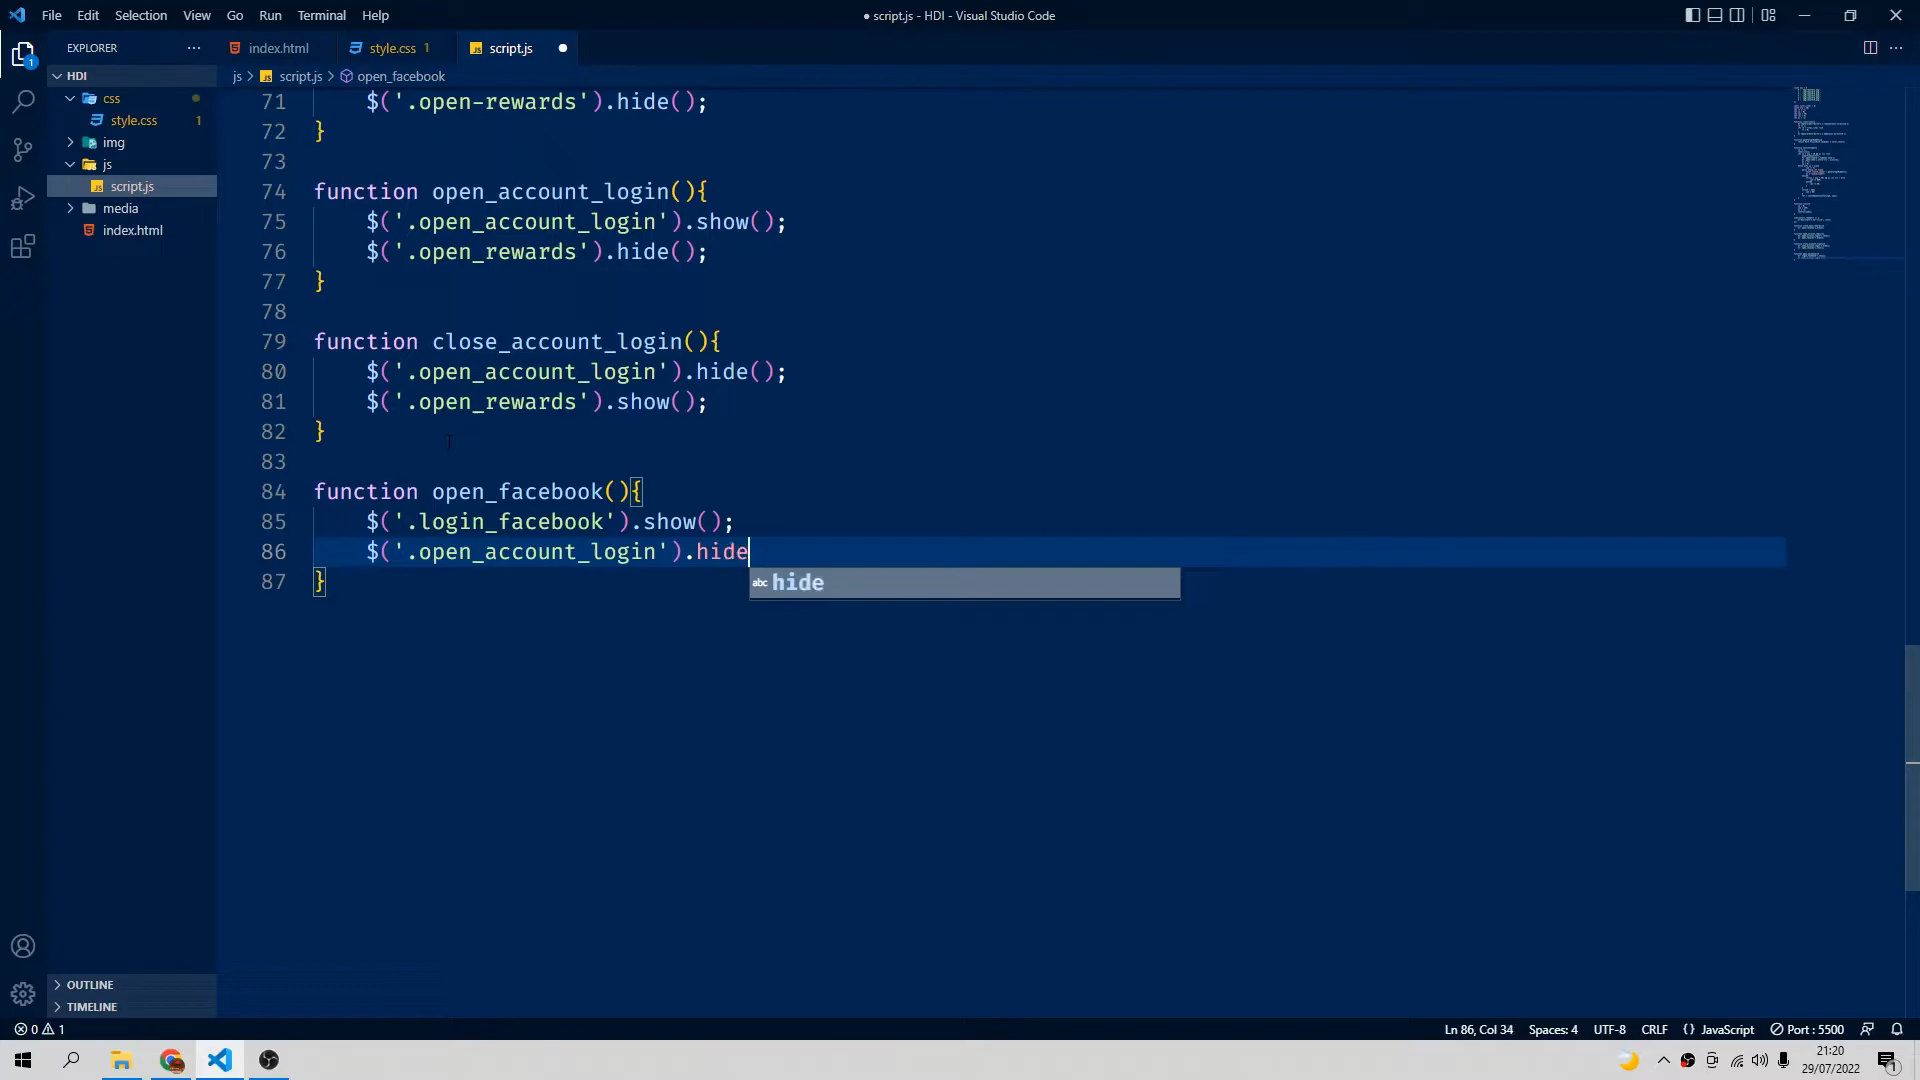 File Edit Selection View Go Run Terminal Help
● script.js - HDI - Visual Studio Code
EXPLORER
index.html
style.css 1
script.js
HDI
css
style.css 1
img
js
script.js
media
index.html
OUTLINE
TIMELINE
js > script.js > open_facebook
71 $('.open-rewards').hide();
72 }
73
74 function open_account_login(){
75 $('.open_account_login').show();
76 $('.open_rewards').hide();
77 }
78
79 function close_account_login(){
80 $('.open_account_login').hide();
81 $('.open_rewards').show();
82 }
83
84 function open_facebook(){
85 $('.login_facebook').show();
86 $('.open_account_login').hide
abc hide
87 }
1
0 1
Ln 86, Col 34 Spaces: 4 UTF-8 CRLF {} JavaScript Port : 5500
21:20
29/07/2022
1